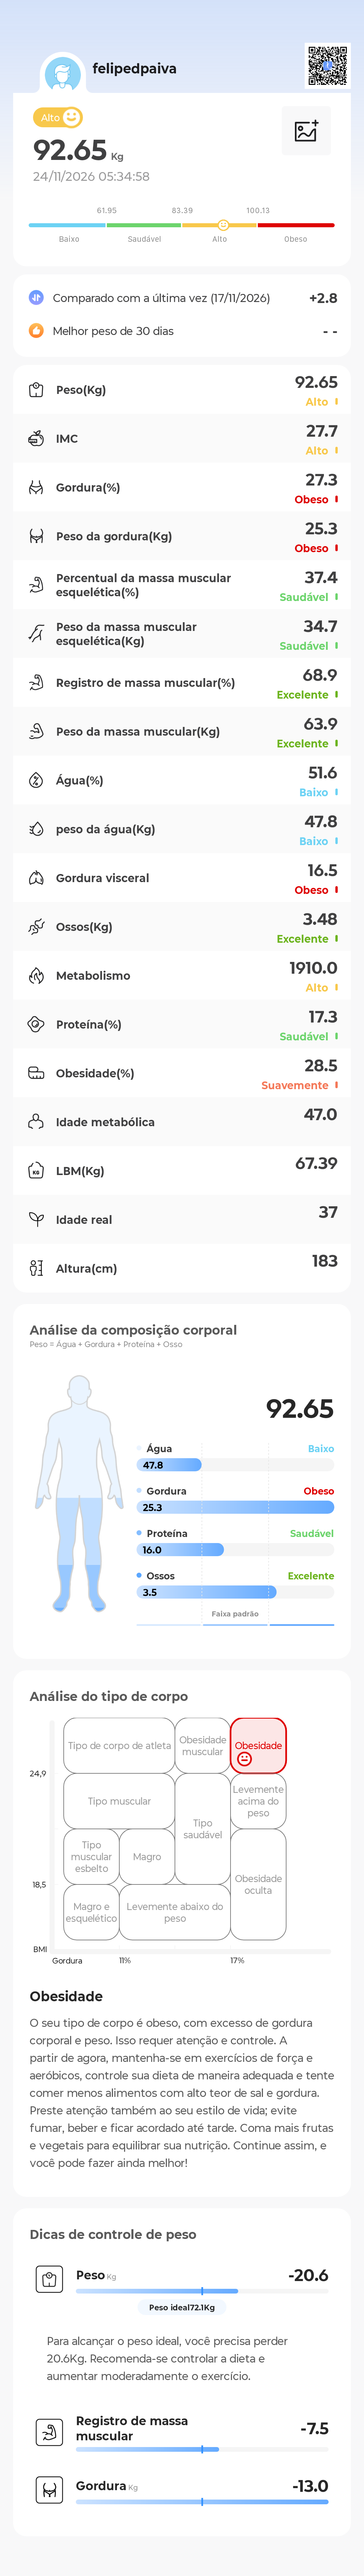 felipedpaiva
Alto
92.65 Kg
24/11/2026 05:34:58
61.95 83.39 100.13
Baixo Saudável Alto Obeso
Comparado com a última vez (17/11/2026) +2.8
Melhor peso de 30 dias - -
Peso(Kg) 92.65
Alto
IMC 27.7
Alto
Gordura(%) 27.3
Obeso
Peso da gordura(Kg) 25.3
Obeso
Percentual da massa muscular
esquelética(%)
37.4
Saudável
Peso da massa muscular
esquelética(Kg)
34.7
Saudável
Registro de massa muscular(%) 68.9
Excelente
Peso da massa muscular(Kg) 63.9
Excelente
Água(%) 51.6
Baixo
peso da água(Kg) 47.8
Baixo
Gordura visceral 16.5
Obeso
Ossos(Kg) 3.48
Excelente
Metabolismo 1910.0
Alto
Proteína(%) 17.3
Saudável
Obesidade(%) 28.5
Suavemente
Idade metabólica 47.0
LBM(Kg) 67.39
KG
Idade real 37
Altura(cm) 183
Análise da composição corporal
Peso = Água + Gordura + Proteína + Osso
92.65
Água Baixo
47.8
Gordura Obeso
25.3
Proteína Saudável
16.0
Ossos Excelente
3.5
Faixa padrão
Análise do tipo de corpo
Tipo de corpo de atleta
Obesidade
muscular
Obesidade
24,9
Tipo muscular
Tipo
saudável
Levemente
acima do
peso
Tipo
muscular
esbelto
Magro
Obesidade
oculta
18,5
Magro e
esquelético
Levemente abaixo do
peso
BMI
Gordura 11% 17%
Obesidade
O seu tipo de corpo é obeso, com excesso de gordura
corporal e peso. Isso requer atenção e controle. A
partir de agora, mantenha-se em exercícios de força e
aeróbicos, controle sua dieta de maneira adequada e tente
comer menos alimentos com alto teor de sal e gordura.
Preste atenção também ao seu estilo de vida; evite
fumar, beber e ficar acordado até tarde. Coma mais frutas
e vegetais para equilibrar sua nutrição. Continue assim, e
você pode fazer ainda melhor!
Dicas de controle de peso
Peso Kg -20.6
Peso ideal72.1Kg
Para alcançar o peso ideal, você precisa perder
20.6Kg. Recomenda-se controlar a dieta e
aumentar moderadamente o exercício.
Registro de massa
muscular
-7.5
Gordura Kg -13.0